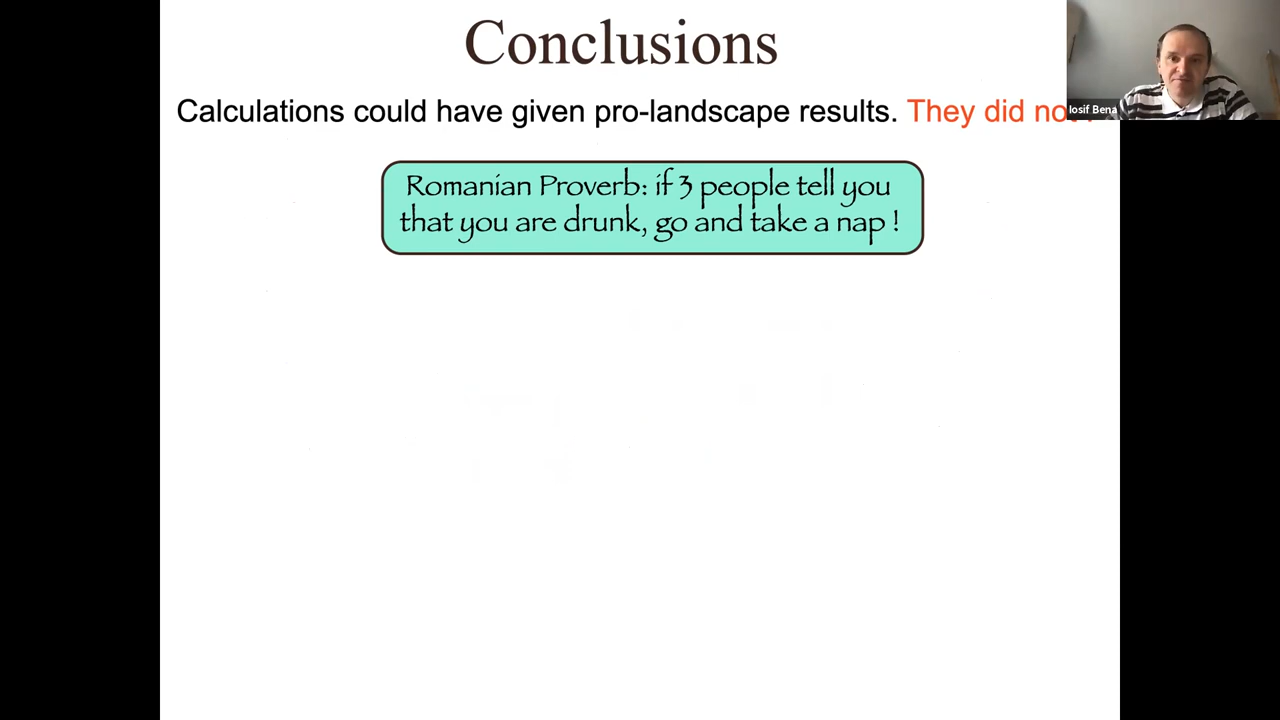 Conclusions
Calculations could have given pro-landscape results. They did not
Iosif Bena
Romanian Proverb: if 3 people tell you
that you are drunk, go and take a nap !